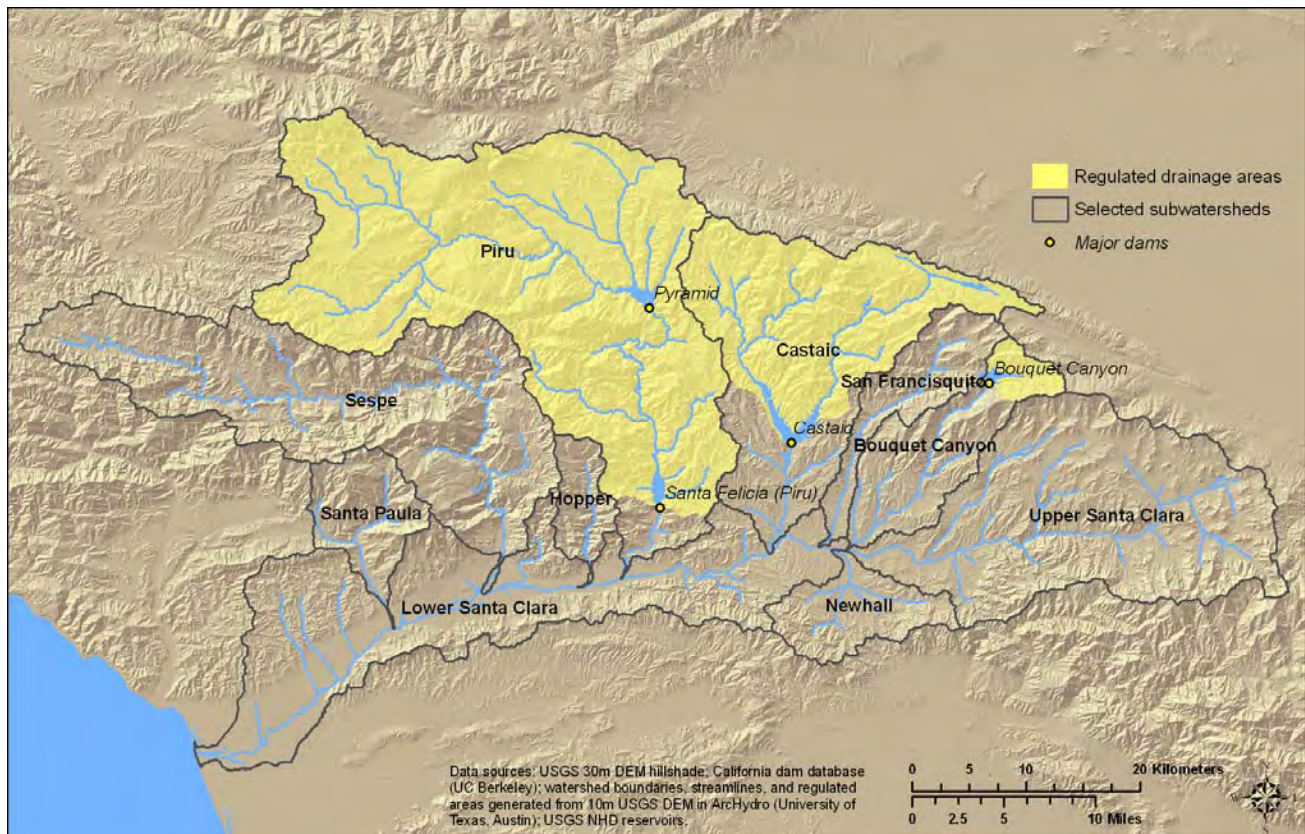 Regulated drainage areas
Selected subwatersheds
Major dams
Piru
Pyramid
Castaic
San Francisquito
Bouquet Canyon
Sespe
Castaid
Bouquet Canyon
Hopper
Santa Felicia (Piru)
Santa Paula
Upper Santa Clara
Lower Santa Clara
Newhall
Data sources: USGS 30m DEM hillshade; California dam database
(UC Berkeley); watershed boundaries, streamlines, and regulated
areas generated from 10m USGS DEM in ArcHydro (University of
Texas, Austin); USGS NHD reservoirs.
0 5 10 20 Kilometers
0 2.5 5 10 Miles